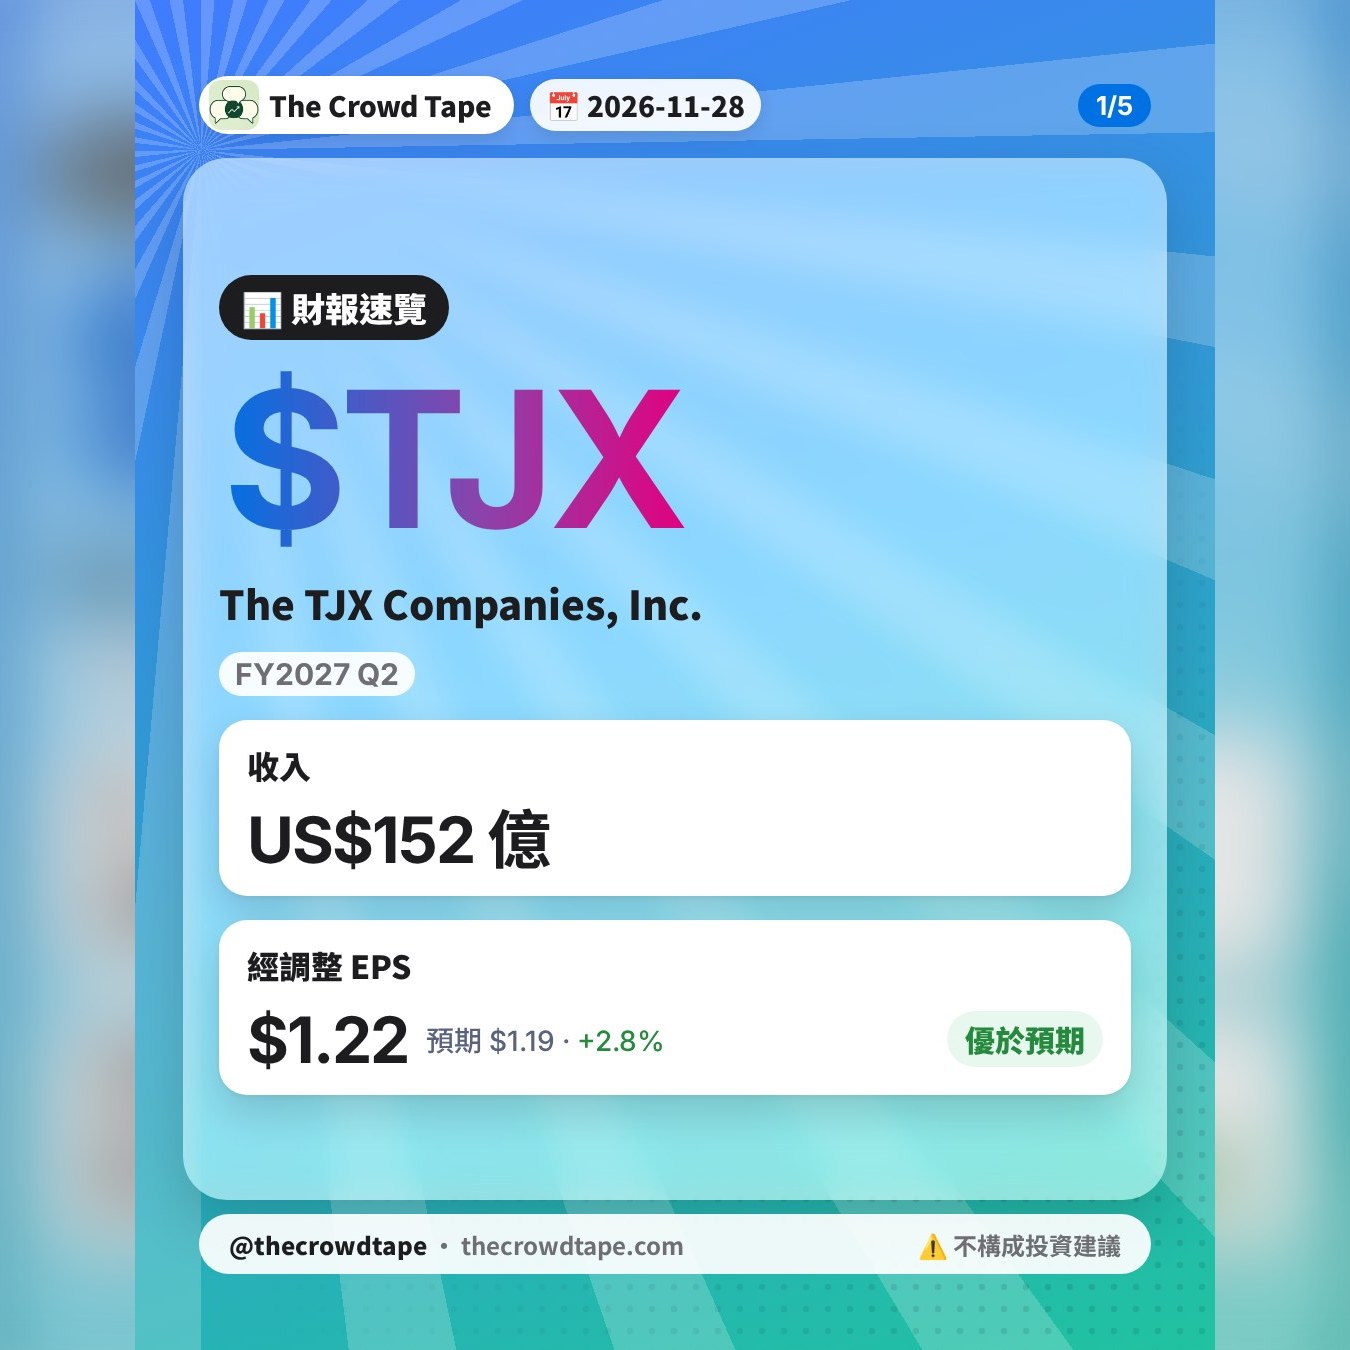 The Crowd Tape
2026-11-28
1/5
財報速覽
$TJX
The TJX Companies, Inc.
FY2027 Q2
收入
US$152 億
經調整 EPS
$1.22 預期 $1.19 · +2.8% 優於預期
@thecrowdtape • thecrowdtape.com 不構成投資建議